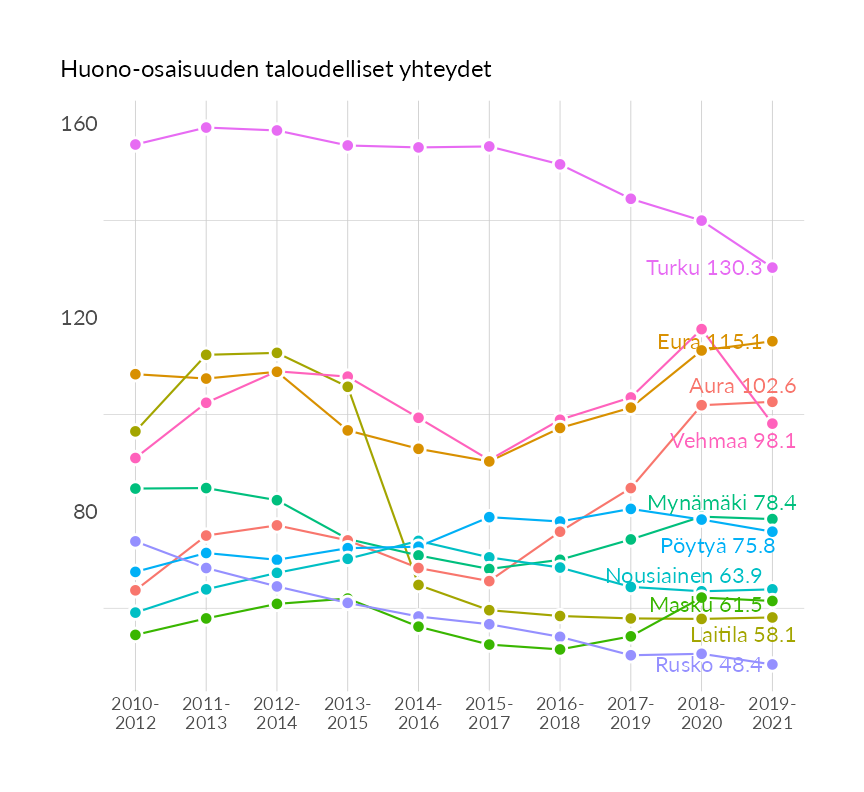 Huono-osaisuuden taloudelliset yhteydet
160
120
80
Turku 130.3
Eura 115.1
Aura 102.6
Vehmaa 98.1
Mynämäki 78.4
Pöytyä 75.8
Nousiainen 63.9
Masku 61.5
Laitila 58.1
Rusko 48.4
2010- 2011- 2012- 2013- 2014- 2015- 2016- 2017- 2018- 2019-
2012 2013 2014 2015 2016 2017 2018 2019 2020 2021